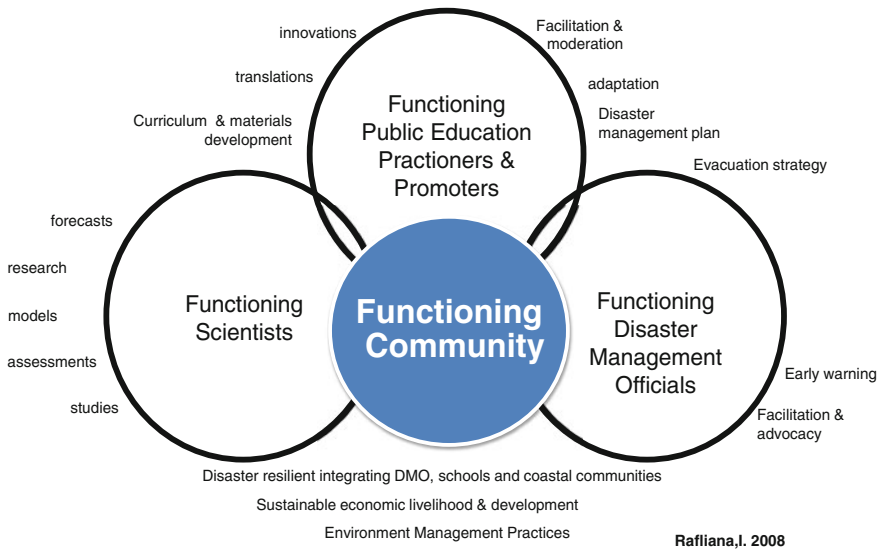 innovations
translations
Curriculum & materials
development
Facilitation &
moderation
adaptation
Disaster
management plan
Evacuation strategy
Functioning
Public Education
Practioners &
Promoters
forecasts
research
models
assessments
studies
Functioning
Scientists
Functioning
Community
Functioning
Disaster
Management
Officials
Early warning
Facilitation &
advocacy
Disaster resilient integrating DMO, schools and coastal communities
Sustainable economic livelihood & development
Environment Management Practices
Rafliana,I. 2008